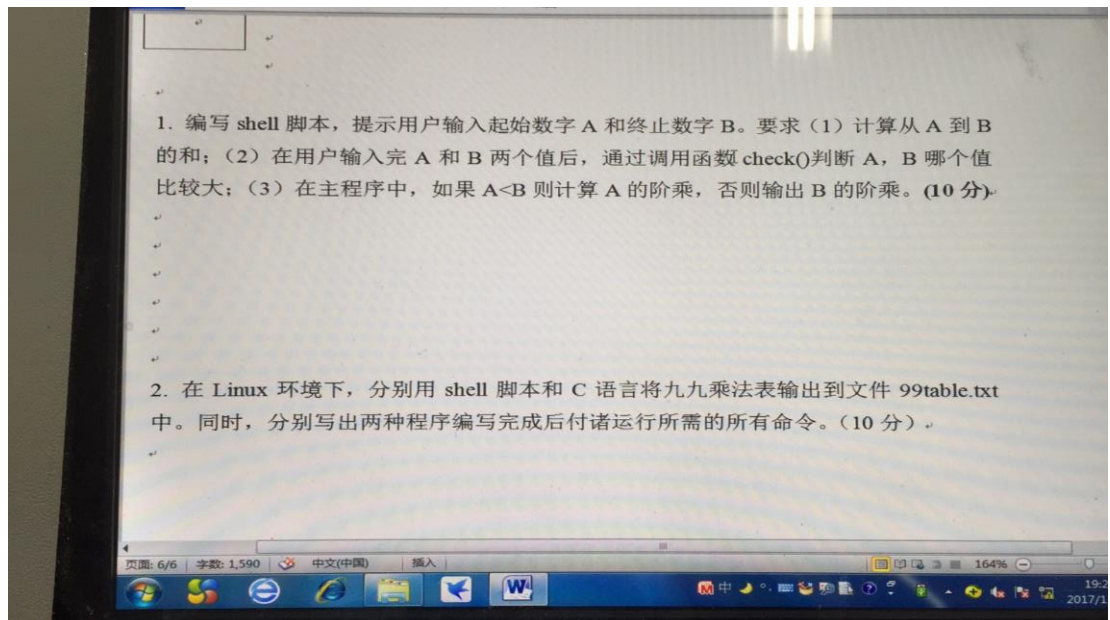 1. 编写 shell 脚本，提示用户输入起始数字 A 和终止数字 B。要求（1）计算从 A 到 B
的和；（2）在用户输入完 A 和 B 两个值后，通过调用函数 check()判断 A，B 哪个值
比较大；（3）在主程序中，如果 A<B 则计算 A 的阶乘，否则输出 B 的阶乘。(10 分)
2. 在 Linux 环境下，分别用 shell 脚本和 C 语言将九九乘法表输出到文件 99table.txt
中。同时，分别写出两种程序编写完成后付诸运行所需的所有命令。（10 分）
页面: 6/6 字数: 1,590 中文(中国) 插入 164%
中
19:2
2017/1